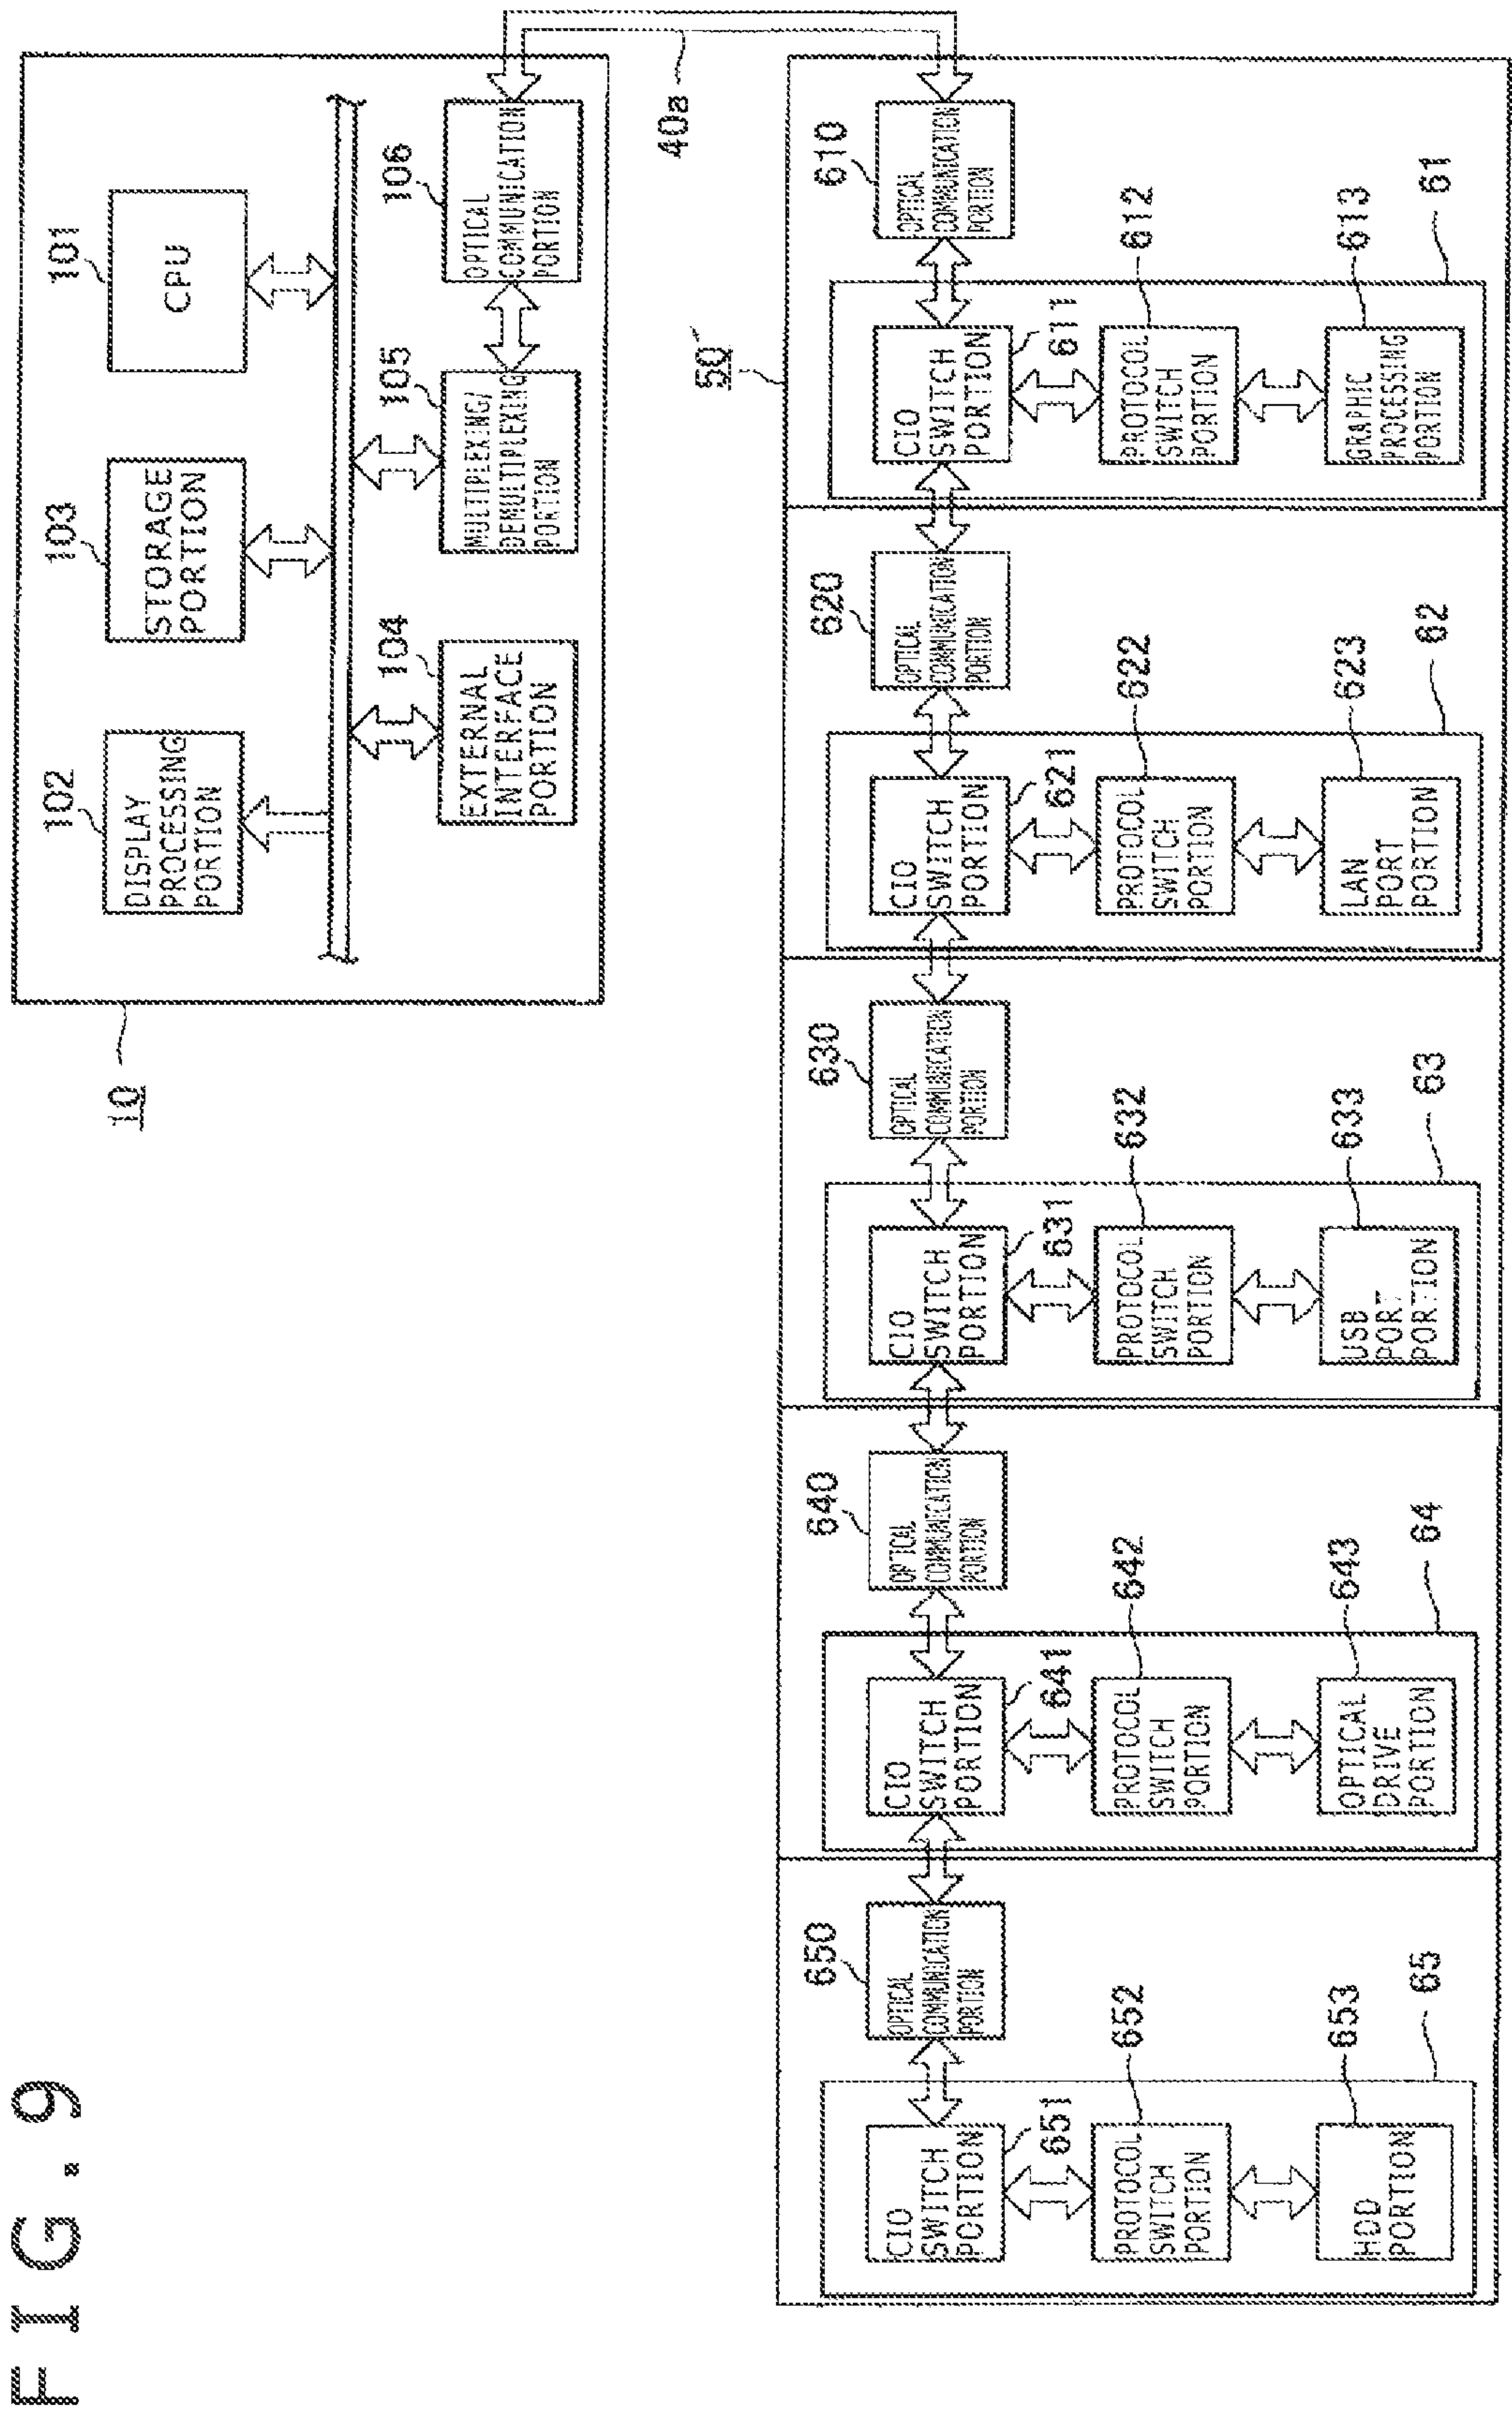 FIG. 9
10
101
CPU
103
STORAGE
PORTION
102
DISPLAY
PROCESSING
PORTION
104
EXTERNAL
INTERFACE
PORTION
105
MULTIPLEXING/
DEMULTIPLEXING
PORTION
106
OPTICAL
COMMUNICATION
PORTION
40a
50
650
OPTICAL
COMMUNICATION
PORTION
CIO
SWITCH
PORTION
651
PROTOCOL
SWITCH
PORTION
652
HDD
PORTION
653
65
640
OPTICAL
COMMUNICATION
PORTION
CIO
SWITCH
PORTION
641
PROTOCOL
SWITCH
PORTION
642
OPTICAL
DRIVE
PORTION
643
64
630
OPTICAL
COMMUNICATION
PORTION
CIO
SWITCH
PORTION
631
PROTOCOL
SWITCH
PORTION
632
USB
PORT
PORTION
633
63
620
OPTICAL
COMMUNICATION
PORTION
CIO
SWITCH
PORTION
621
PROTOCOL
SWITCH
PORTION
622
LAN
PORT
PORTION
623
62
610
OPTICAL
COMMUNICATION
PORTION
CIO
SWITCH
PORTION
611
PROTOCOL
SWITCH
PORTION
612
GRAPHIC
PROCESSING
PORTION
613
61